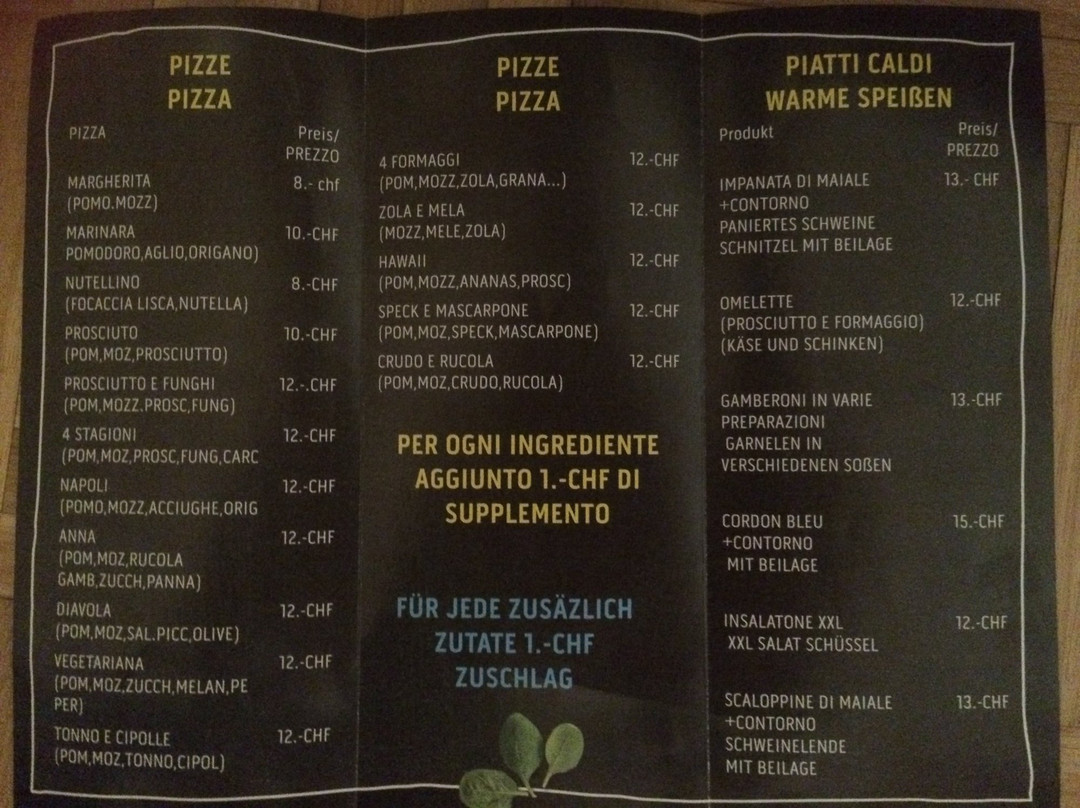 PIZZE
PIZZA
PIZZA Preis/
PREZZO
MARGHERITA 8.- chf
(POMO.MOZZ)
MARINARA 10.-CHF
POMODORO,AGLIO,ORIGANO)
NUTELLINO 8.-CHF
(FOCACCIA LISCA,NUTELLA)
PROSCIUTO 10.-CHF
(POM,MOZ,PROSCIUTTO)
PROSCIUTTO E FUNGHI 12.-.CHF
(POM,MOZZ.PROSC,FUNG)
4 STAGIONI 12.-CHF
(POM,MOZ,PROSC,FUNG,CARC
NAPOLI 12.-CHF
(POMO,MOZZ,ACCIUGHE,ORIG
ANNA 12.-CHF
(POM,MOZ,RUCOLA
GAMB,ZUCCH,PANNA)
DIAVOLA 12.-CHF
(POM,MOZ,SAL.PICC,OLIVE)
VEGETARIANA 12.-CHF
(POM,MOZ,ZUCCH,MELAN,PE
PER)
TONNO E CIPOLLE 12.-CHF
(POM,MOZ,TONNO,CIPOL)
PIZZE
PIZZA
4 FORMAGGI 12.-CHF
(POM,MOZZ,ZOLA,GRANA...)
ZOLA E MELA 12.-CHF
(MOZZ,MELE,ZOLA)
HAWAII 12.-CHF
(POM,MOZZ,ANANAS,PROSC)
SPECK E MASCARPONE 12.-CHF
(POM,MOZ,SPECK,MASCARPONE)
CRUDO E RUCOLA 12.-CHF
(POM,MOZ,CRUDO,RUCOLA)
PER OGNI INGREDIENTE
AGGIUNTO 1.-CHF DI
SUPPLEMENTO
FÜR JEDE ZUSÄZLICH
ZUTATE 1.-CHF
ZUSCHLAG
PIATTI CALDI
WARME SPEIßEN
Produkt Preis/
PREZZO
IMPANATA DI MAIALE 13.- CHF
+CONTORNO
PANIERTES SCHWEINE
SCHNITZEL MIT BEILAGE
OMELETTE 12.-CHF
(PROSCIUTTO E FORMAGGIO)
(KÄSE UND SCHINKEN)
GAMBERONI IN VARIE 13.-CHF
PREPARAZIONI
GARNELEN IN
VERSCHIEDENEN SOßEN
CORDON BLEU 15.-CHF
+CONTORNO
MIT BEILAGE
INSALATONE XXL 12.-CHF
XXL SALAT SCHÜSSEL
SCALOPPINE DI MAIALE 13.-CHF
+CONTORNO
SCHWEINELENDE
MIT BEILAGE